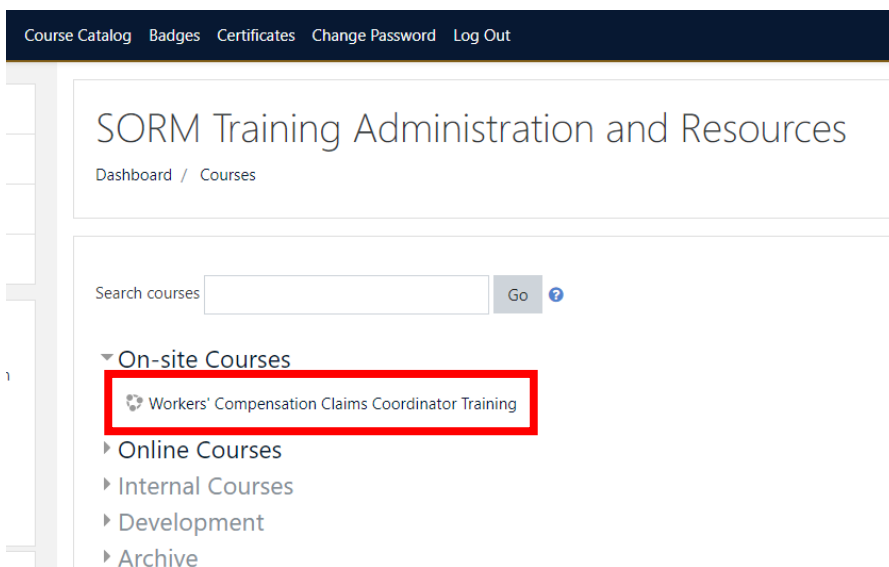 Course Catalog Badges Certificates Change Password Log Out
SORM Training Administration and Resources
Dashboard / Courses
Search courses Go ?
On-site Courses
Workers' Compensation Claims Coordinator Training
Online Courses
Internal Courses
Development
Archive